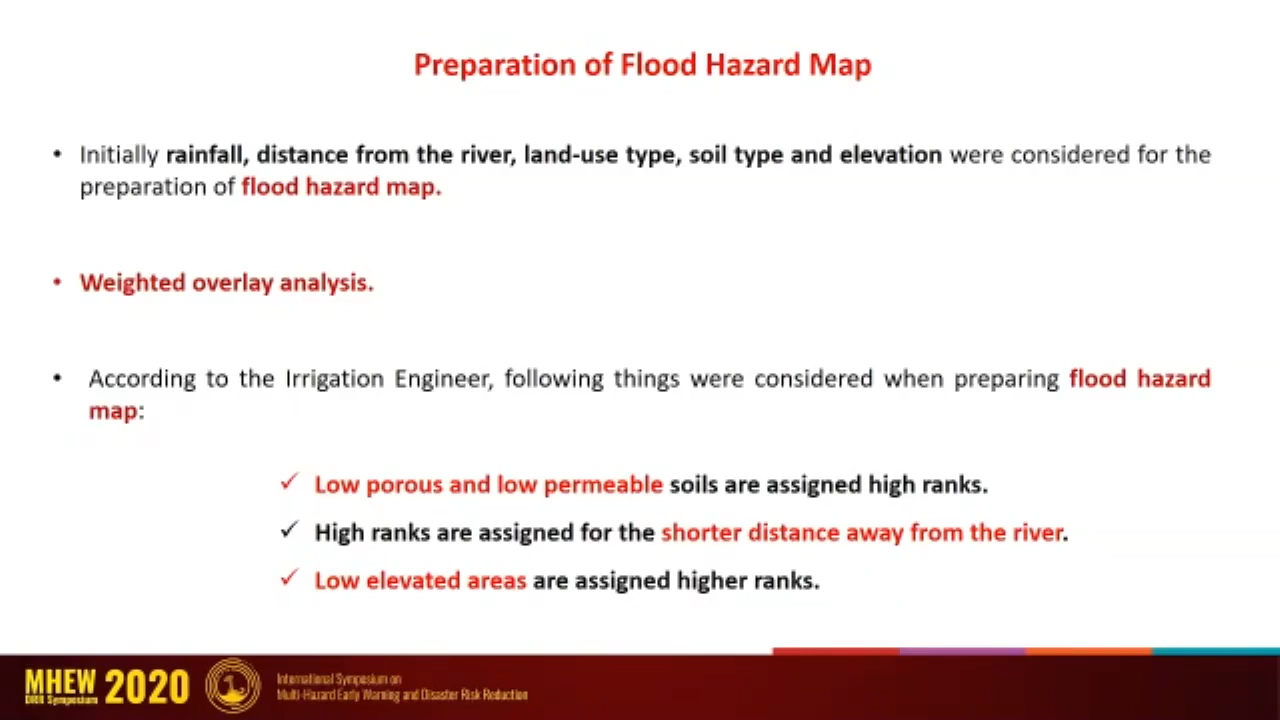 Preparation of Flood Hazard Map
• Initially rainfall, distance from the river, land-use type, soil type and elevation were considered for the
preparation of flood hazard map.
• Weighted overlay analysis.
• According to the Irrigation Engineer, following things were considered when preparing flood hazard
map:
✓ Low porous and low permeable soils are assigned high ranks.
✓ High ranks are assigned for the shorter distance away from the river.
✓ Low elevated areas are assigned higher ranks.
MHEW 2020
DRR Symposium
International Symposium on
Multi-Hazard Early Warning and Disaster Risk Reduction